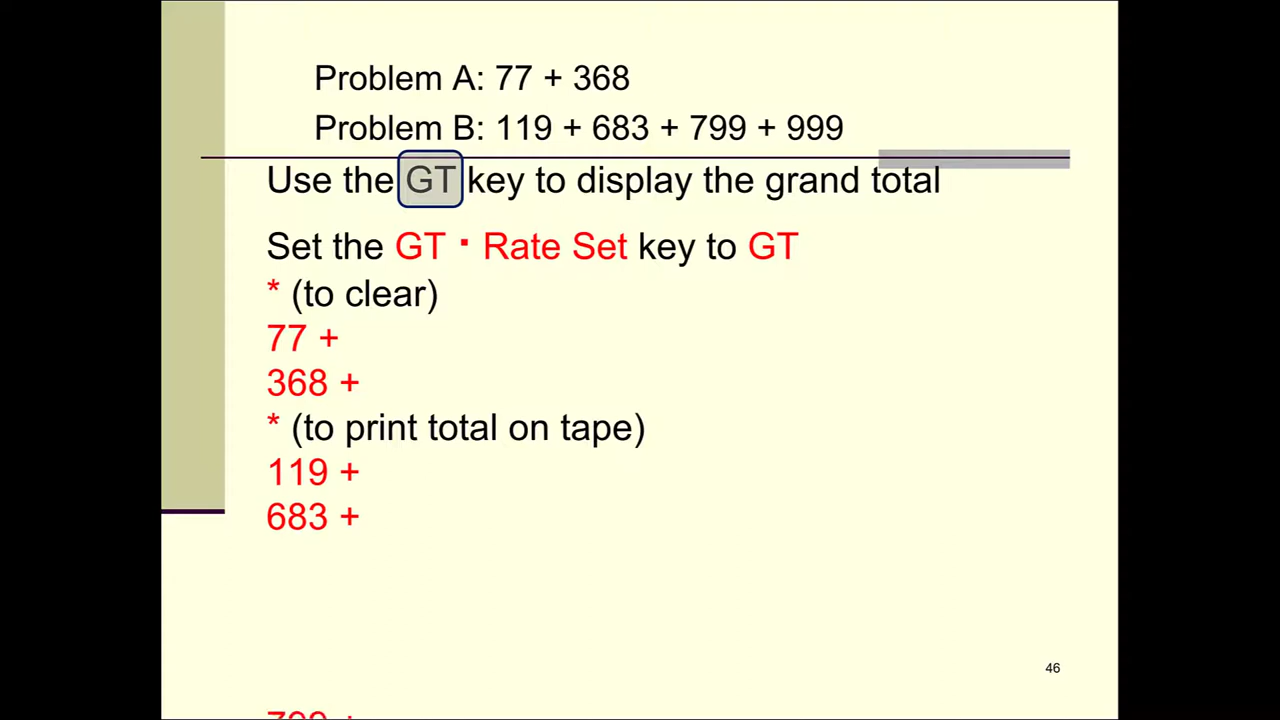 Problem A: 77 + 368
Problem B: 119 + 683 + 799 + 999
Use the GT key to display the grand total
Set the GT · Rate Set key to GT
* (to clear)
77 +
368 +
* (to print total on tape)
119 +
683 +
46
799 +